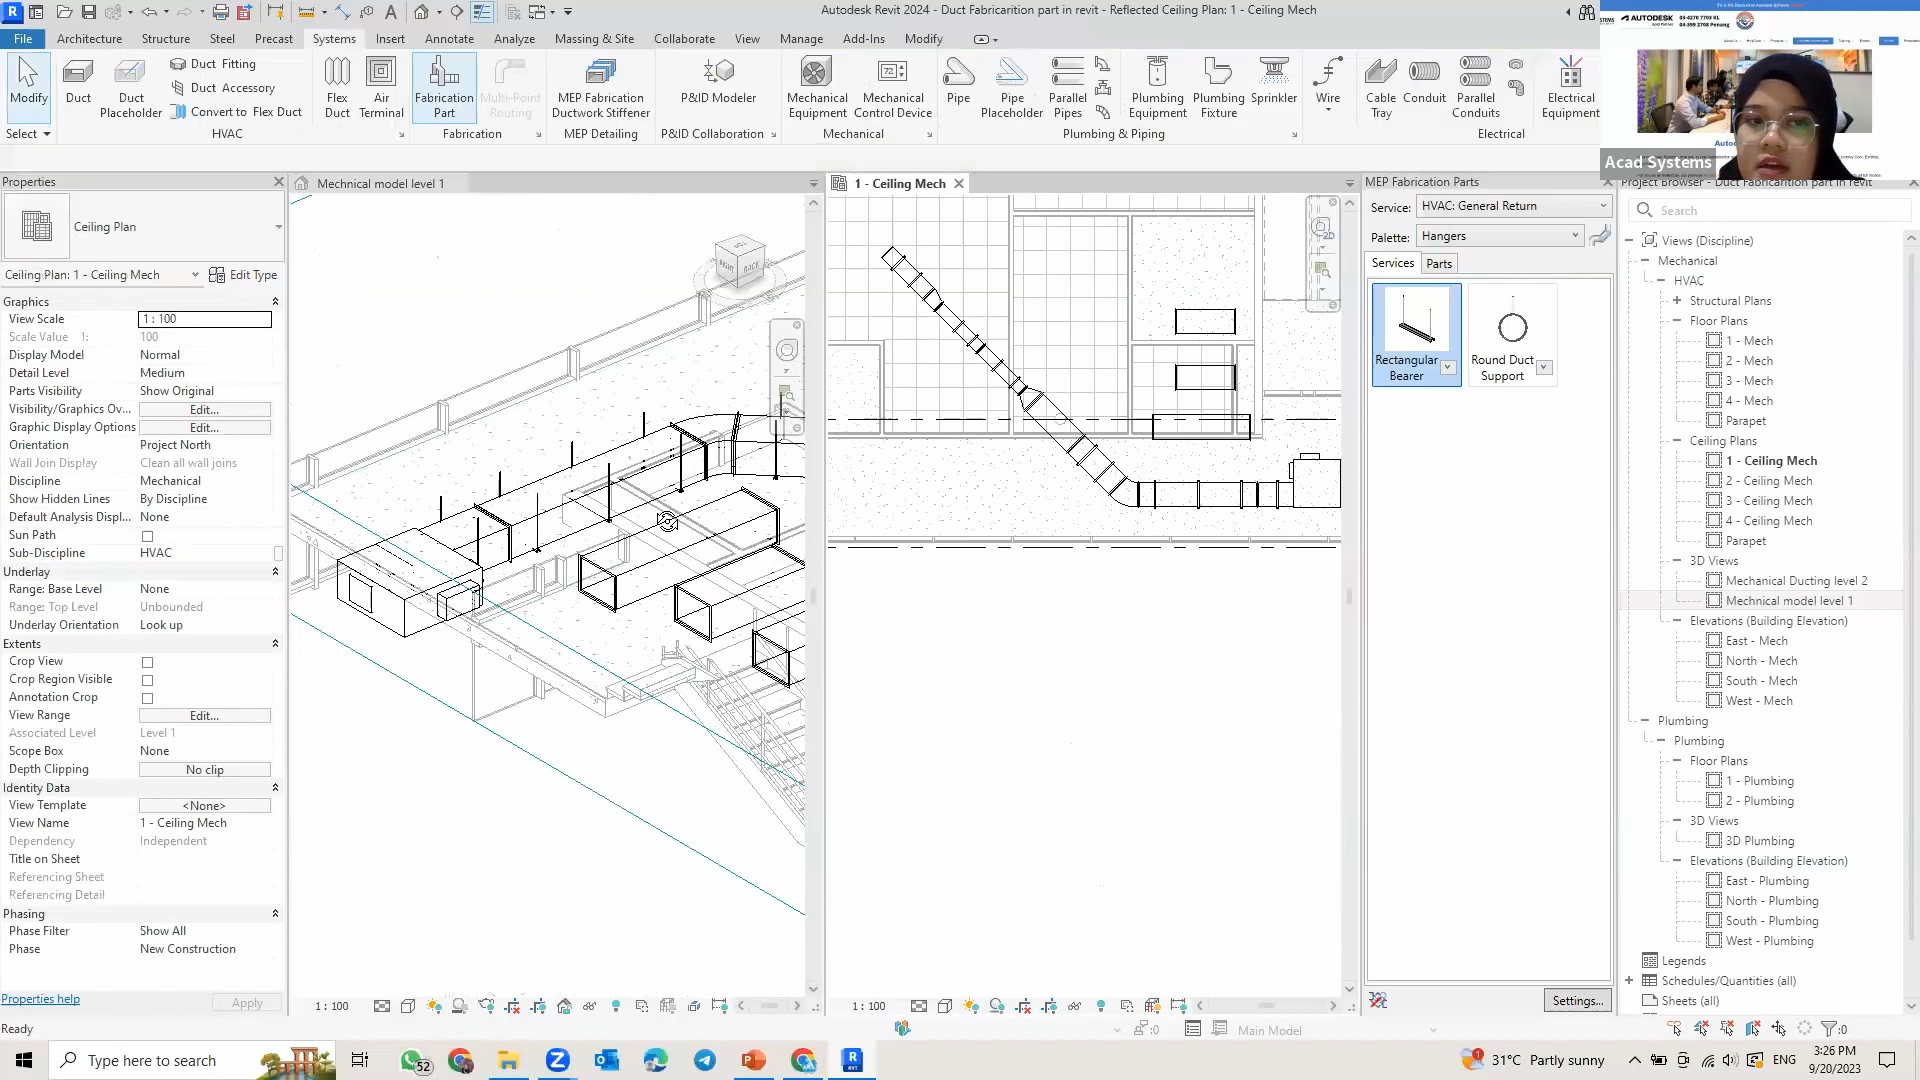 Autodesk Revit 2024 - Duct Fabricarition part in revit - Reflected Ceiling Plan: 1 - Ceiling Mech
File Architecture Structure Steel Precast Systems Insert Annotate Analyze Massing & Site Collaborate View Manage Add-Ins Modify
Modify
Select
Duct
Duct Placeholder
Duct Fitting
Duct Accessory
Convert to Flex Duct
HVAC
Flex Duct
Air Terminal
Fabrication Part
Multi-Point Routing
Fabrication
MEP Fabrication Ductwork Stiffener
MEP Detailing
P&ID Modeler
P&ID Collaboration
Mechanical Equipment
Mechanical Control Device
Mechanical
Pipe
Pipe Placeholder
Parallel Pipes
Plumbing Equipment
Plumbing Fixture
Sprinkler
Plumbing & Piping
Wire
Cable Tray
Conduit
Parallel Conduits
Electrical Equipment
Electrical
AUTODESK
03-4270 7703 KL
04-399 2708 Penang
Acad Systems
Properties
Ceiling Plan
Ceiling Plan: 1 - Ceiling Mech Edit Type
Graphics
View Scale 1 : 100
Scale Value 1: 100
Display Model Normal
Detail Level Medium
Parts Visibility Show Original
Visibility/Graphics Ov... Edit...
Graphic Display Options Edit...
Orientation Project North
Wall Join Display Clean all wall joins
Discipline Mechanical
Show Hidden Lines By Discipline
Default Analysis Displ... None
Sun Path
Sub-Discipline HVAC
Underlay
Range: Base Level None
Range: Top Level Unbounded
Underlay Orientation Look up
Extents
Crop View
Crop Region Visible
Annotation Crop
View Range Edit...
Associated Level Level 1
Scope Box None
Depth Clipping No clip
Identity Data
View Template <None>
View Name 1 - Ceiling Mech
Dependency Independent
Title on Sheet
Referencing Sheet
Referencing Detail
Phasing
Phase Filter Show All
Phase New Construction
Properties help Apply
Mechnical model level 1
RIGHT BACK
1 : 100
1 - Ceiling Mech
2D
1 : 100
MEP Fabrication Parts
Service: HVAC: General Return
Palette: Hangers
Services Parts
Rectangular Bearer
Round Duct Support
Settings...
Project Browser - Duct Fabricarition part in revit
Search
Views (Discipline)
Mechanical
HVAC
Structural Plans
Floor Plans
1 - Mech
2 - Mech
3 - Mech
4 - Mech
Parapet
Ceiling Plans
1 - Ceiling Mech
2 - Ceiling Mech
3 - Ceiling Mech
4 - Ceiling Mech
Parapet
3D Views
Mechanical Ducting level 2
Mechnical model level 1
Elevations (Building Elevation)
East - Mech
North - Mech
South - Mech
West - Mech
Plumbing
Plumbing
Floor Plans
1 - Plumbing
2 - Plumbing
3D Views
3D Plumbing
Elevations (Building Elevation)
East - Plumbing
North - Plumbing
South - Plumbing
West - Plumbing
Legends
Schedules/Quantities (all)
Sheets (all)
Ready :0 Main Model :0
Type here to search 52 31°C Partly sunny ENG 3:26 PM
9/20/2023